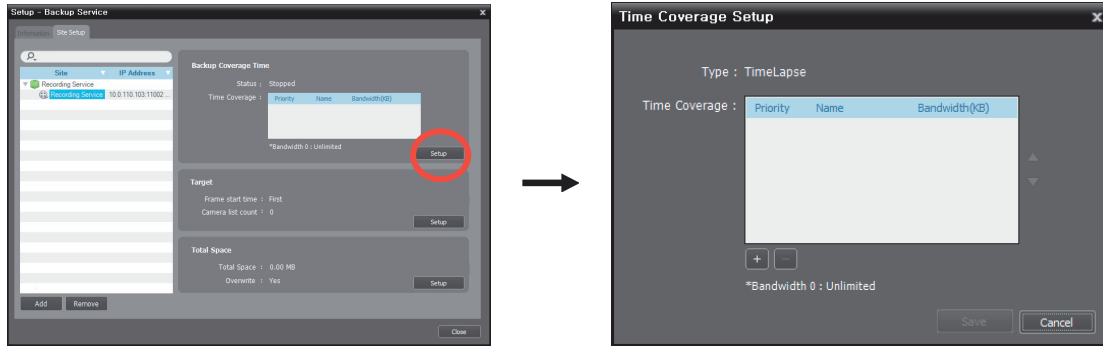 Setup - Backup Service x
Information Site Setup
Site IP Address
Recording Service
Recording Service 10.0.110.103:11002 ...
Add Remove
Backup Coverage Time
Status : Stopped
Time Coverage : Priority Name Bandwidth(KB)
*Bandwidth 0 : Unlimited
Setup
Target
Frame start time : First
Camera list count : 0
Setup
Total Space
Total Space : 0.00 MB
Overwrite : Yes
Setup
Close
Time Coverage Setup x
Type : TimeLapse
Time Coverage : Priority Name Bandwidth(KB)
+ -
*Bandwidth 0 : Unlimited
Save Cancel